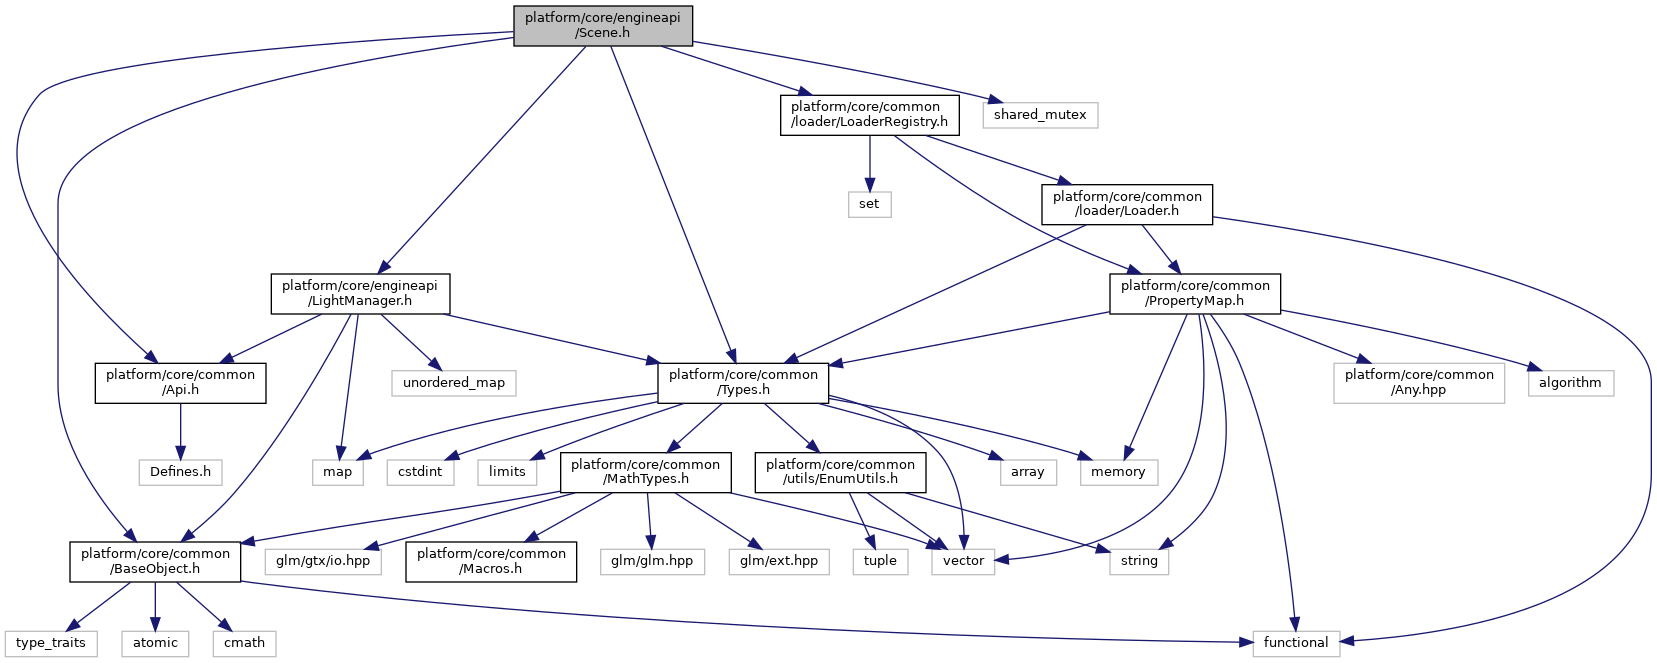 platform/core/engineapi
/Scene.h
platform/core/common
/loader/LoaderRegistry.h
shared_mutex
set
platform/core/common
/loader/Loader.h
platform/core/engineapi
/LightManager.h
platform/core/common
/PropertyMap.h
platform/core/common
/Api.h
unordered_map
platform/core/common
/Types.h
platform/core/common
/Any.hpp
algorithm
Defines.h
map
cstdint
limits
platform/core/common
/MathTypes.h
platform/core/common
/utils/EnumUtils.h
array
memory
platform/core/common
/BaseObject.h
glm/gtx/io.hpp
platform/core/common
/Macros.h
glm/glm.hpp
glm/ext.hpp
tuple
vector
string
type_traits
atomic
cmath
functional